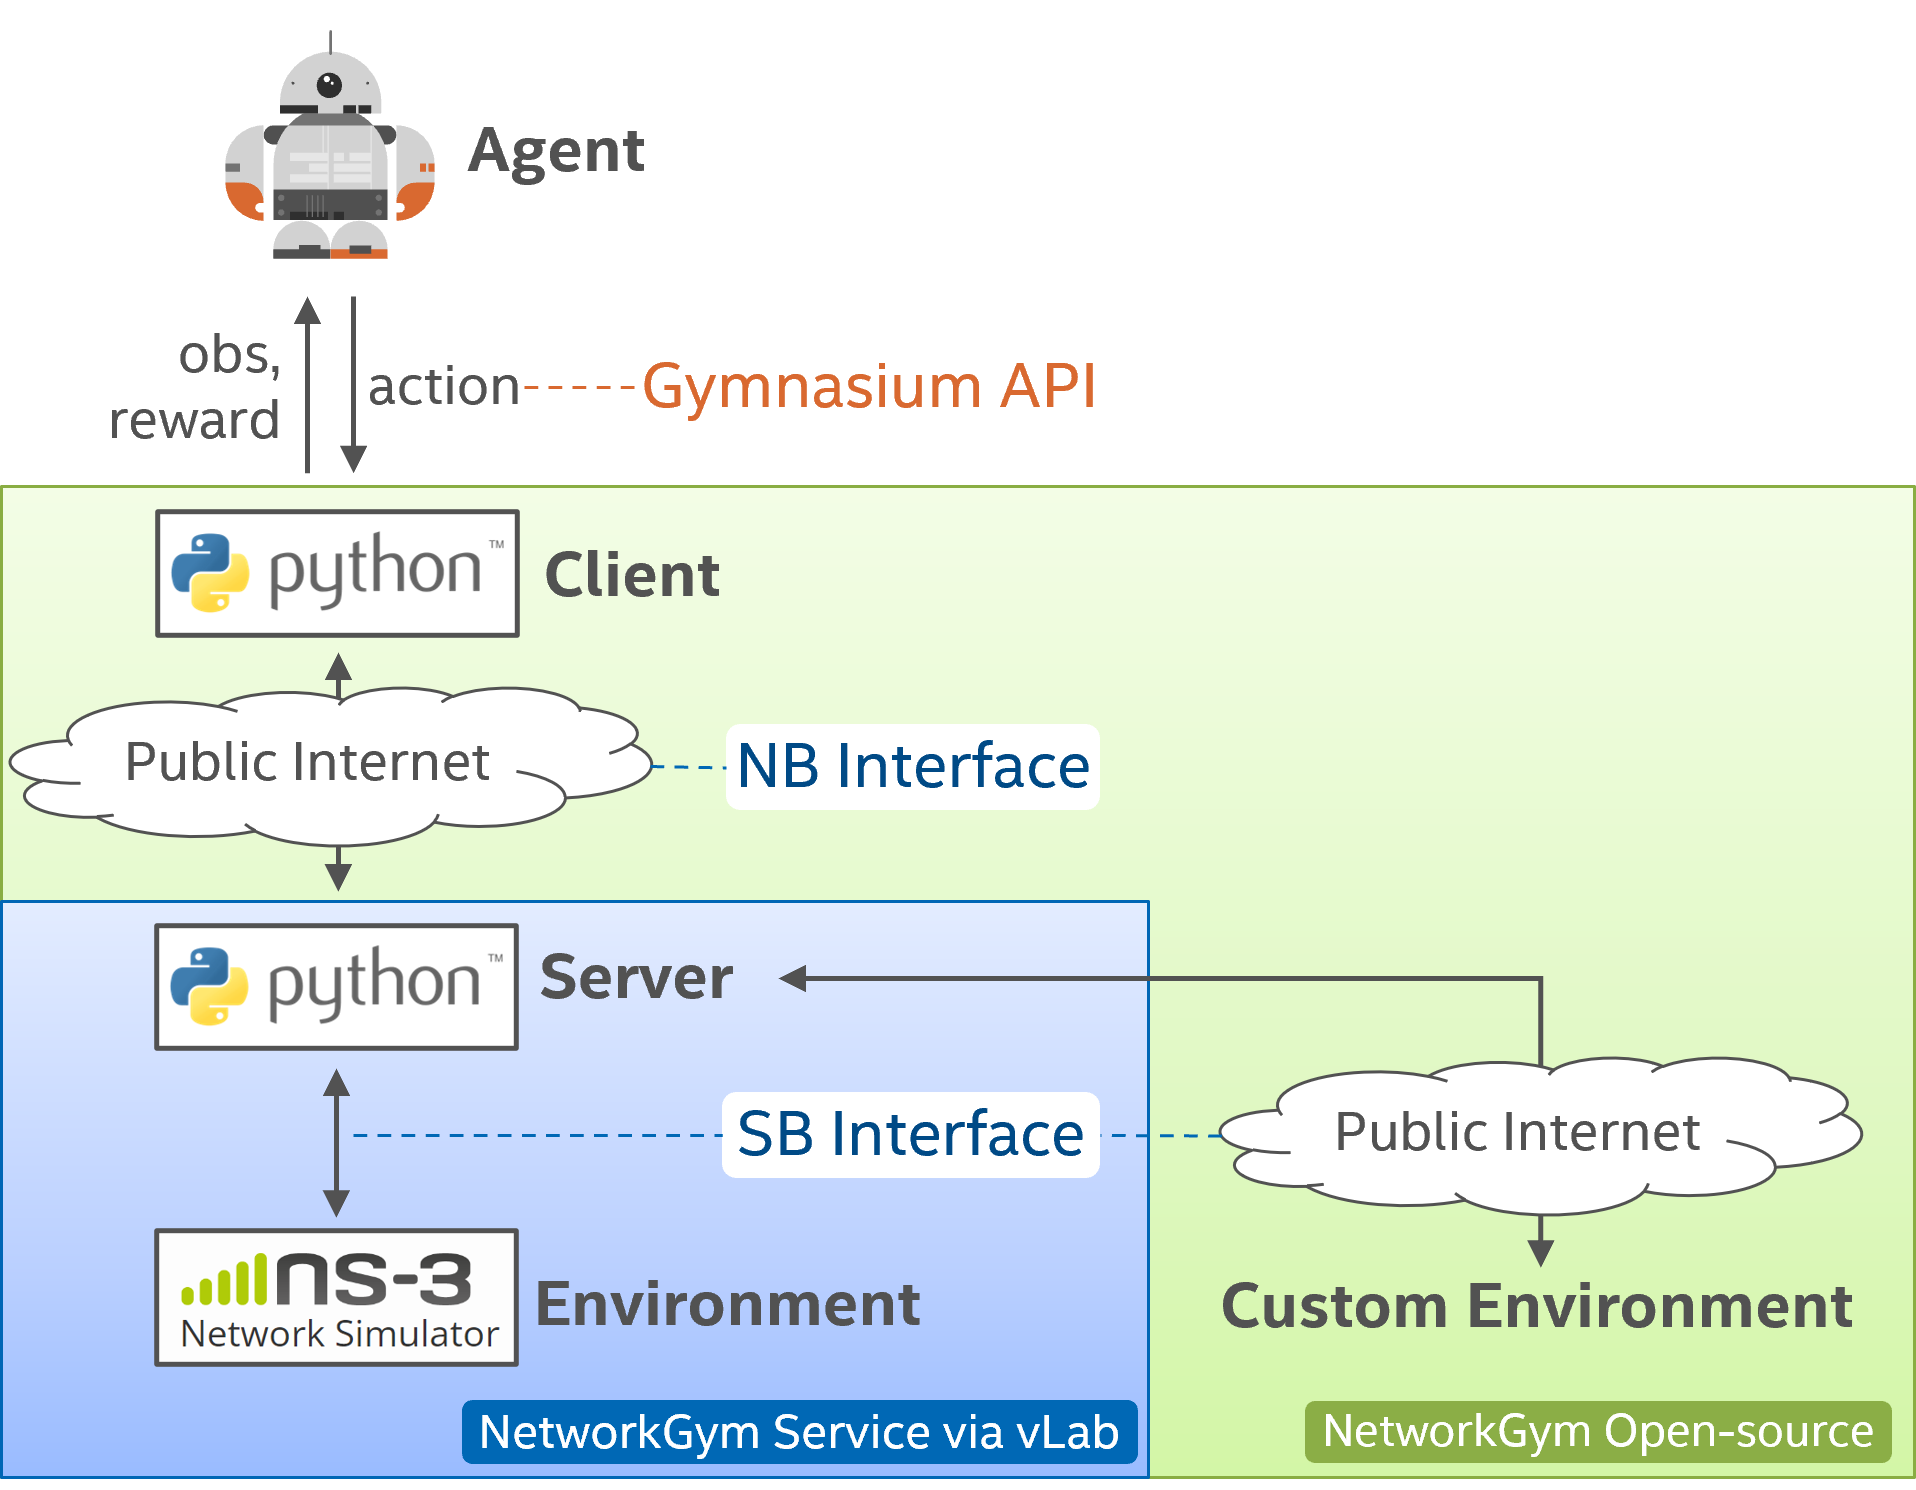 Agent
obs,
reward
action
Gymnasium API
python™
Client
Public Internet
NB Interface
python™
Server
SB Interface
Public Internet
ns-3
Network Simulator
Environment
Custom Environment
NetworkGym Service via vLab
NetworkGym Open-source